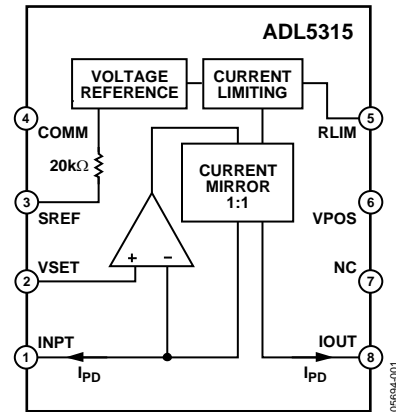 ADL5315
VOLTAGE
REFERENCE
CURRENT
LIMITING
4
COMM
5
RLIM
20kΩ
CURRENT
MIRROR
1:1
3
SREF
6
VPOS
2
VSET
+
−
7
NC
1
INPT
IPD
8
IOUT
IPD
05694-001